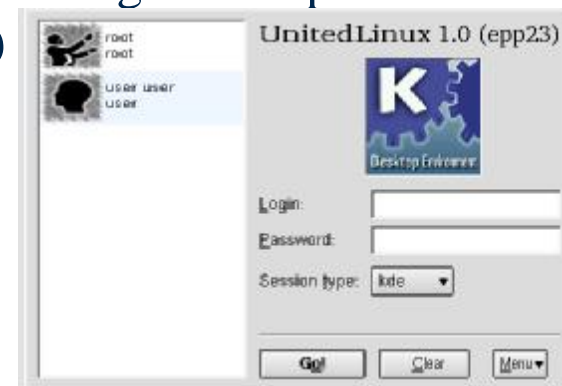 )
root
root
user user
user
UnitedLinux 1.0 (epp23)
K
Desktop Environment
Login:
Password:
Session type: kde
Go! Clear Menu